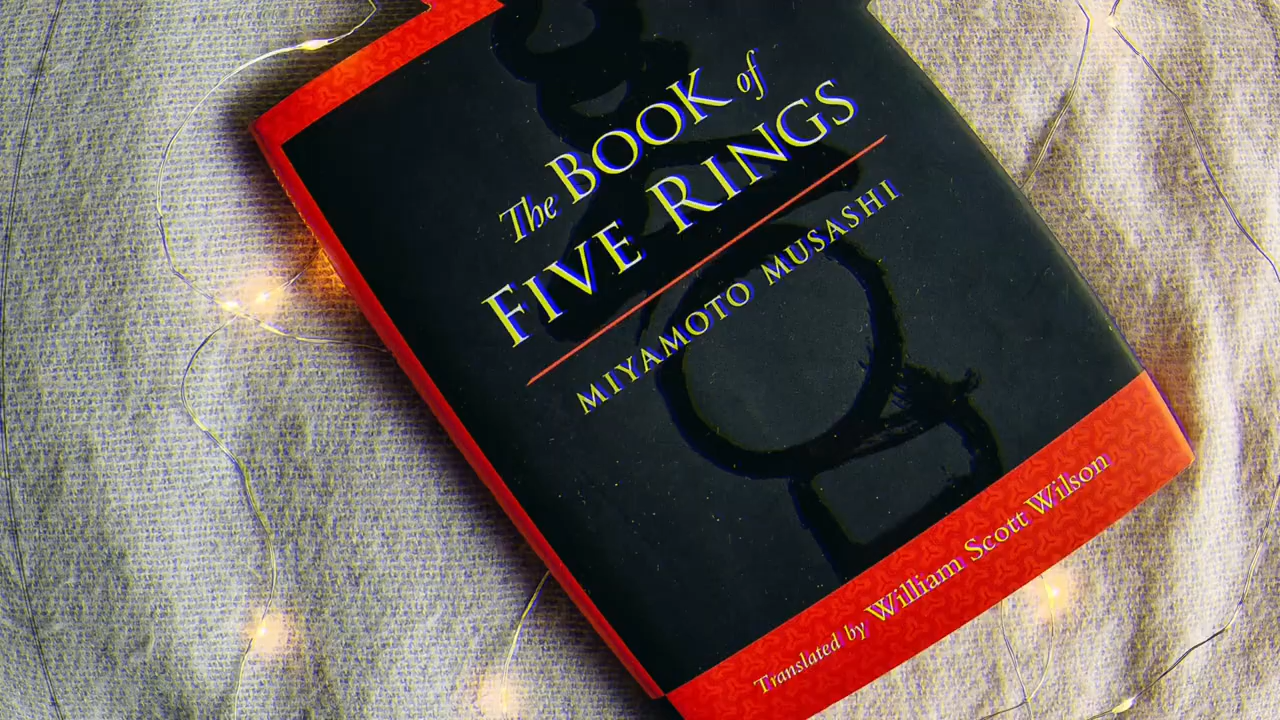 The BOOK of
FIVE RINGS
MIYAMOTO MUSASHI
Translated by William Scott Wilson